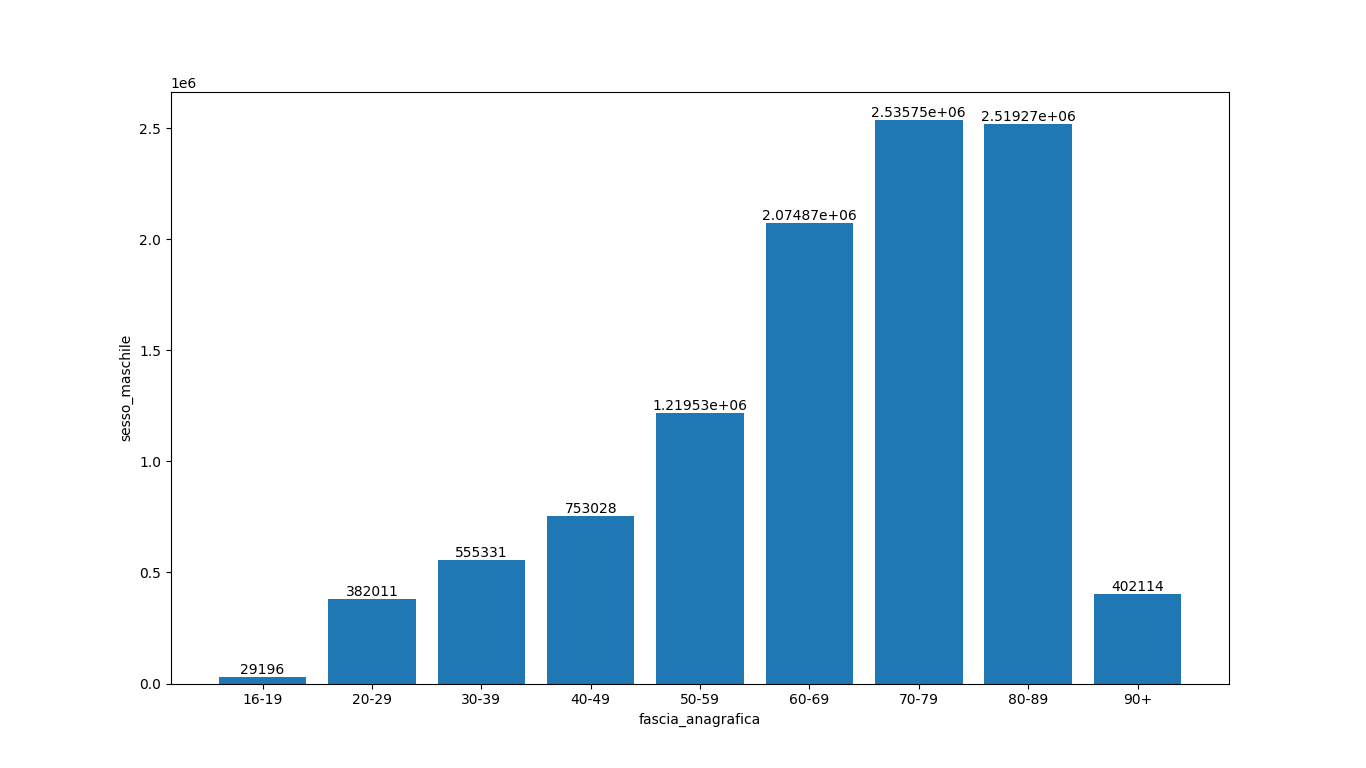 1e6
2.5
2.0
1.5
1.0
0.5
0.0
sesso_maschile
29196
382011
555331
753028
1.21953e+06
2.07487e+06
2.53575e+06
2.51927e+06
402114
16-19 20-29 30-39 40-49 50-59 60-69 70-79 80-89 90+
fascia_anagrafica